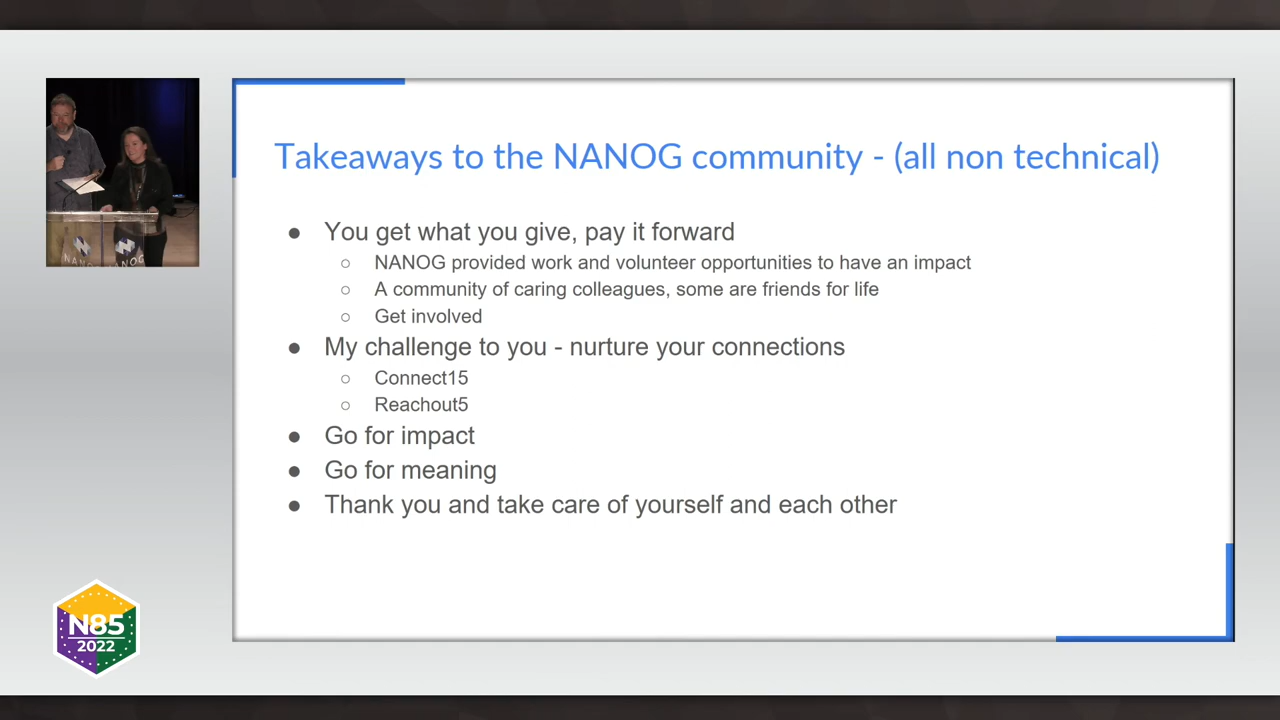 Takeaways to the NANOG community - (all non technical)
● You get what you give, pay it forward
○ NANOG provided work and volunteer opportunities to have an impact
○ A community of caring colleagues, some are friends for life
○ Get involved
● My challenge to you - nurture your connections
○ Connect15
○ Reachout5
● Go for impact
● Go for meaning
● Thank you and take care of yourself and each other
NANOG NANOG
N85
2022